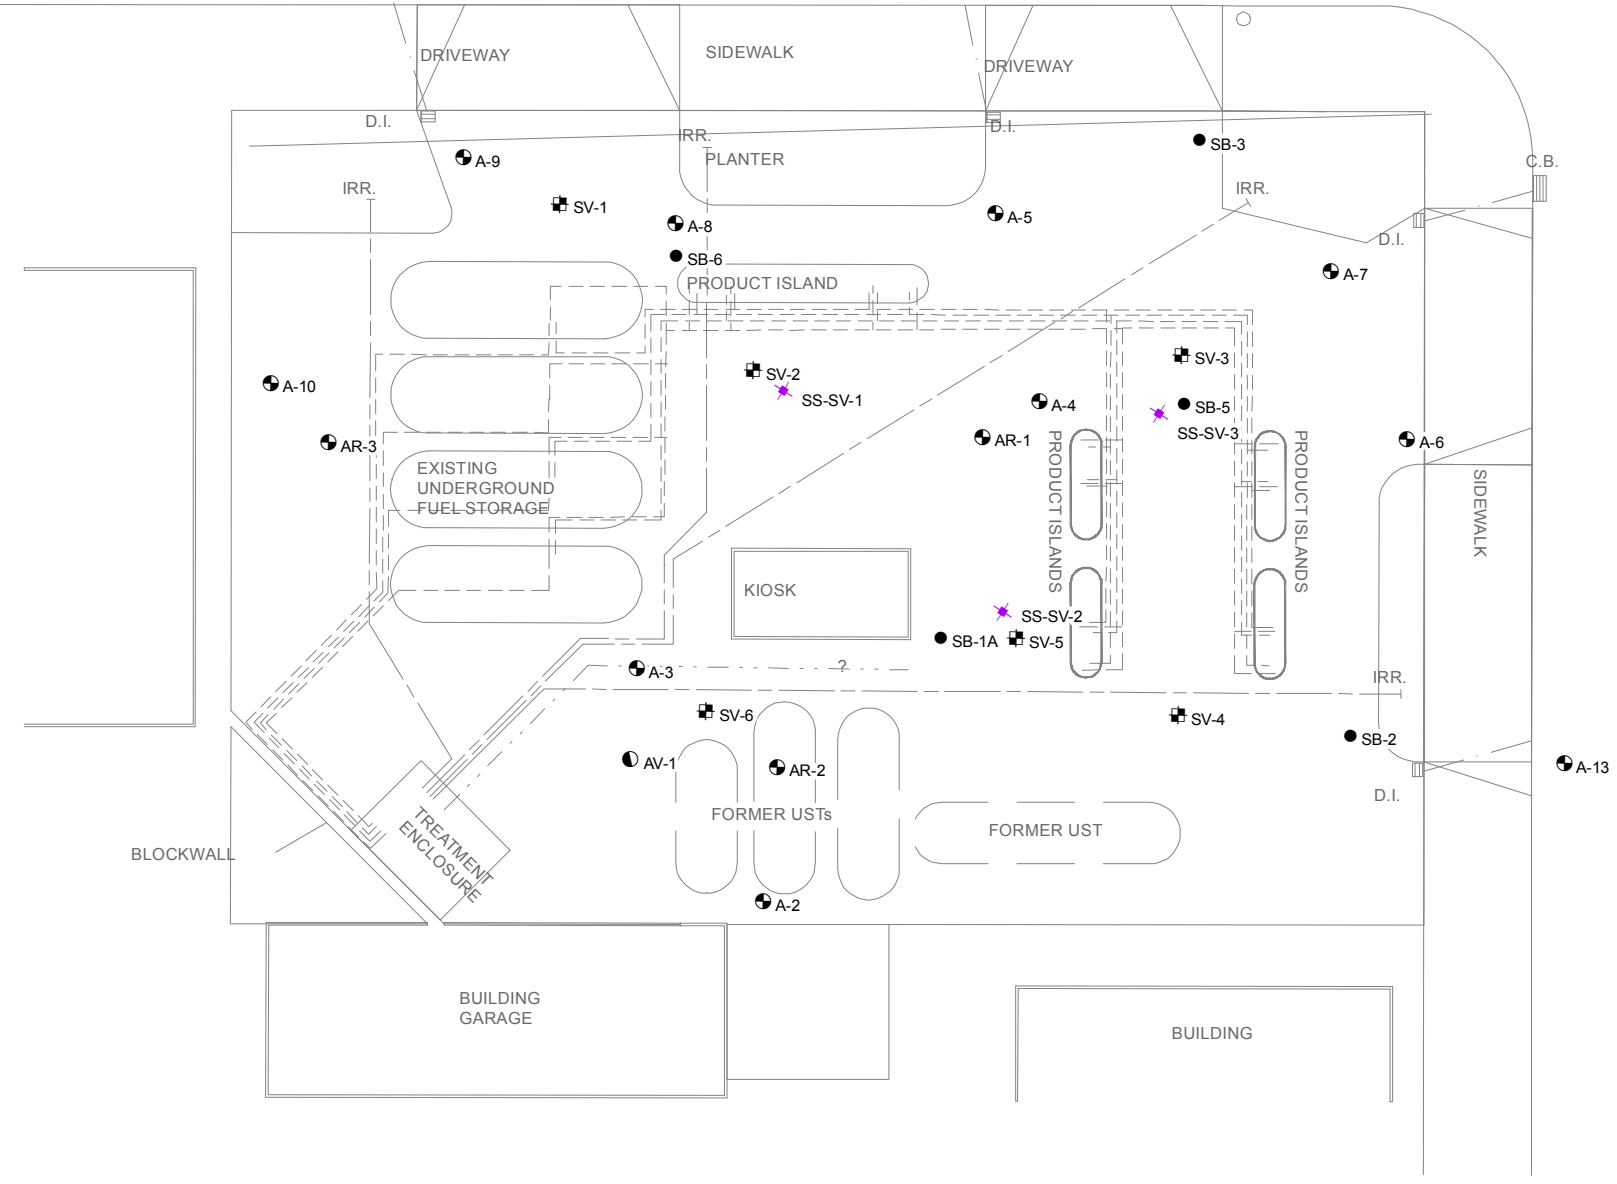 DRIVEWAY
SIDEWALK
DRIVEWAY
D.I.
IRR.
D.I.
SB-3
A-9
PLANTER
C.B.
IRR.
IRR.
SV-1
A-8
A-5
D.I.
SB-6
A-7
PRODUCT ISLAND
SV-2
SV-3
A-10
SS-SV-1
A-4
SB-5
AR-3
AR-1
SS-SV-3
A-6
EXISTING
UNDERGROUND
FUEL STORAGE
PRODUCT ISLANDS
PRODUCT ISLANDS
SIDEWALK
KIOSK
SS-SV-2
SB-1A
SV-5
A-3
?
IRR.
SV-6
SV-4
SB-2
AV-1
AR-2
A-13
D.I.
FORMER USTs
FORMER UST
TREATMENT
ENCLOSURE
BLOCKWALL
A-2
BUILDING
GARAGE
BUILDING